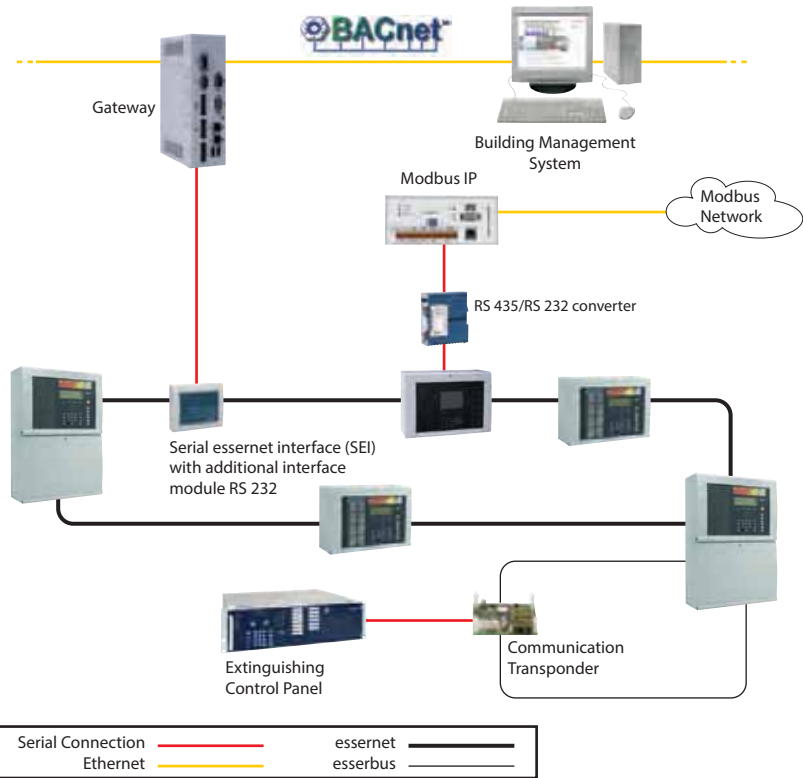 BACnet™
Gateway
Building Management
System
Modbus IP
Modbus
Network
RS 435/RS 232 converter
Serial essernet interface (SEI)
with additional interface
module RS 232
Extinguishing
Control Panel
Communication
Transponder
Serial Connection
essernet
Ethernet
esserbus